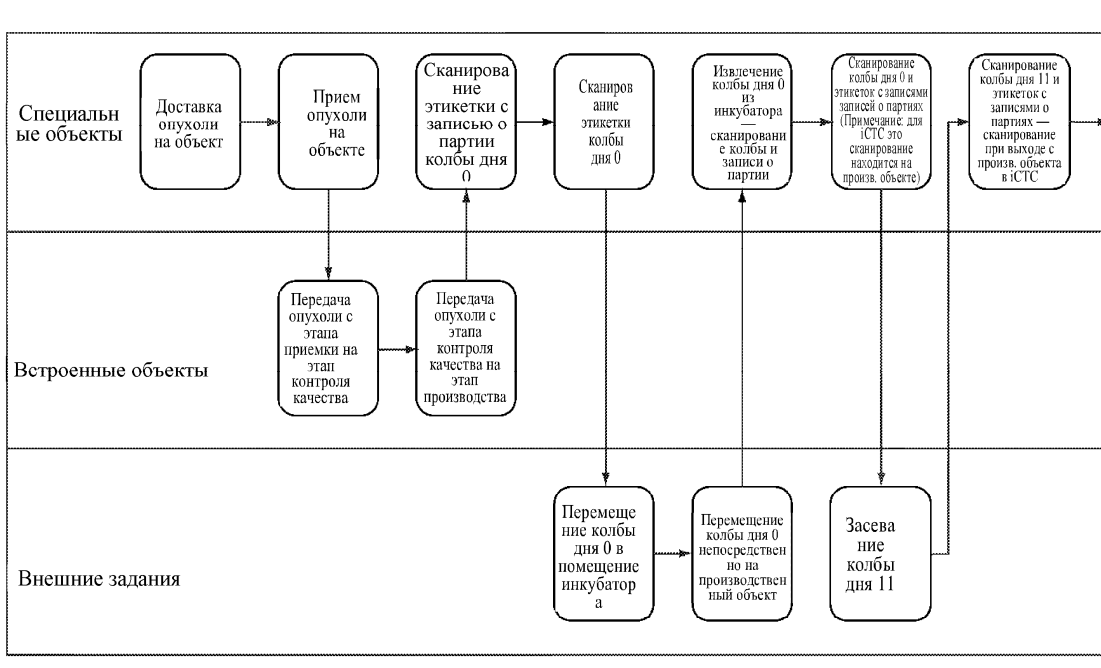 Специальн
ые объекты
Доставка
опухоли
на объект
Прием
опухоли
на
объекте
Сканирова
ние
этикетки с
записью о
партии
колбы дня
0
Сканиров
ание
этикетки
колбы
дня 0
Извлечение
колбы дня 0
из
инкубатора
—
сканировани
е колбы и
записи о
партии
Сканирование
колбы дня 0 и
этикеток с записями
записей о партиях
(Примечание: для
iCTC это
сканирование
находится на
произв. объекте)
Сканирование
колбы дня 11 и
этикеток с
записями о
партиях —
сканирование
при выходе с
произв. объекта
в iCTC
Встроенные объекты
Передача
опухоли с
этапа
приемки на
этап
контроля
качества
Передача
опухоли с
этапа
контроля
качества на
этап
производства
Внешние задания
Перемеще
ние колбы
дня 0 в
помещение
инкубатор
а
Перемещение
колбы дня 0
непосредствен
но на
производствен
ный объект
Засева
ние
колбы
дня 11